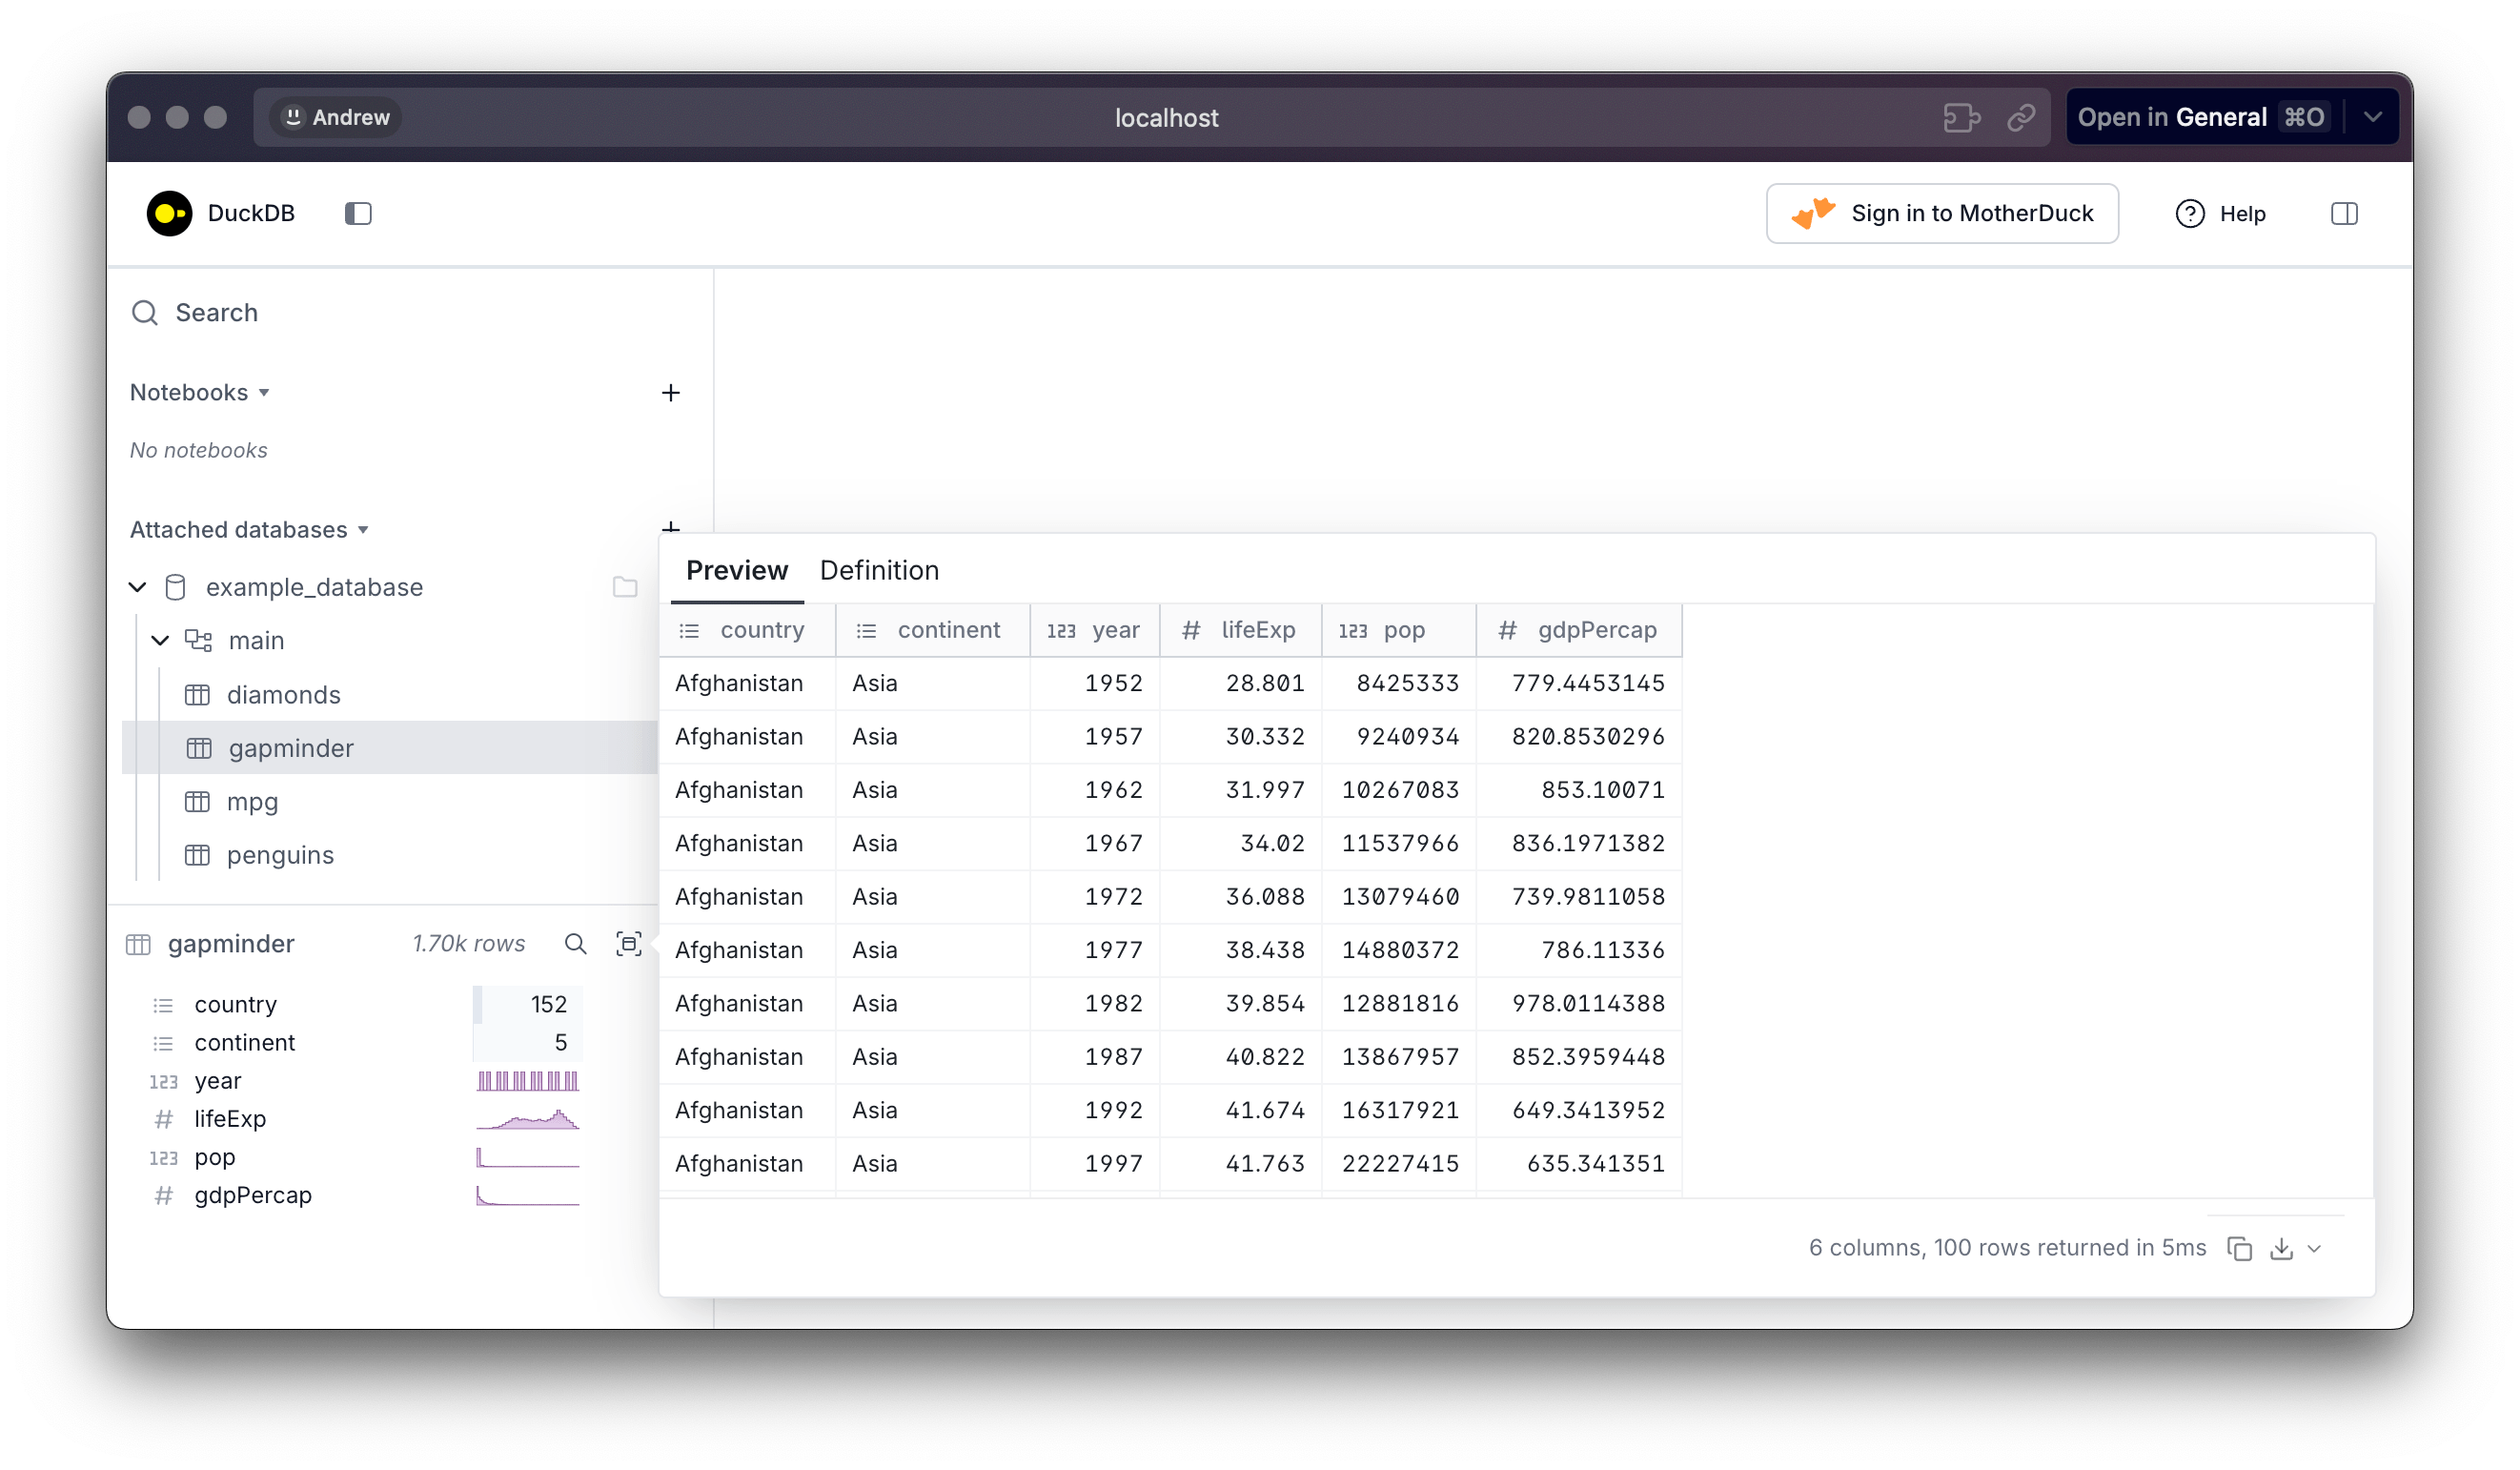 Andrew
localhost
Open in General ⌘O
DuckDB
Sign in to MotherDuck
Help
Search
Notebooks
No notebooks
Attached databases
example_database
main
diamonds
gapminder
mpg
penguins
gapminder 1.70k rows
country 152
continent 5
123 year
# lifeExp
123 pop
# gdpPercap
Preview Definition
country continent 123 year # lifeExp 123 pop # gdpPercap
Afghanistan Asia 1952 28.801 8425333 779.4453145
Afghanistan Asia 1957 30.332 9240934 820.8530296
Afghanistan Asia 1962 31.997 10267083 853.10071
Afghanistan Asia 1967 34.02 11537966 836.1971382
Afghanistan Asia 1972 36.088 13079460 739.9811058
Afghanistan Asia 1977 38.438 14880372 786.11336
Afghanistan Asia 1982 39.854 12881816 978.0114388
Afghanistan Asia 1987 40.822 13867957 852.3959448
Afghanistan Asia 1992 41.674 16317921 649.3413952
Afghanistan Asia 1997 41.763 22227415 635.341351
6 columns, 100 rows returned in 5ms